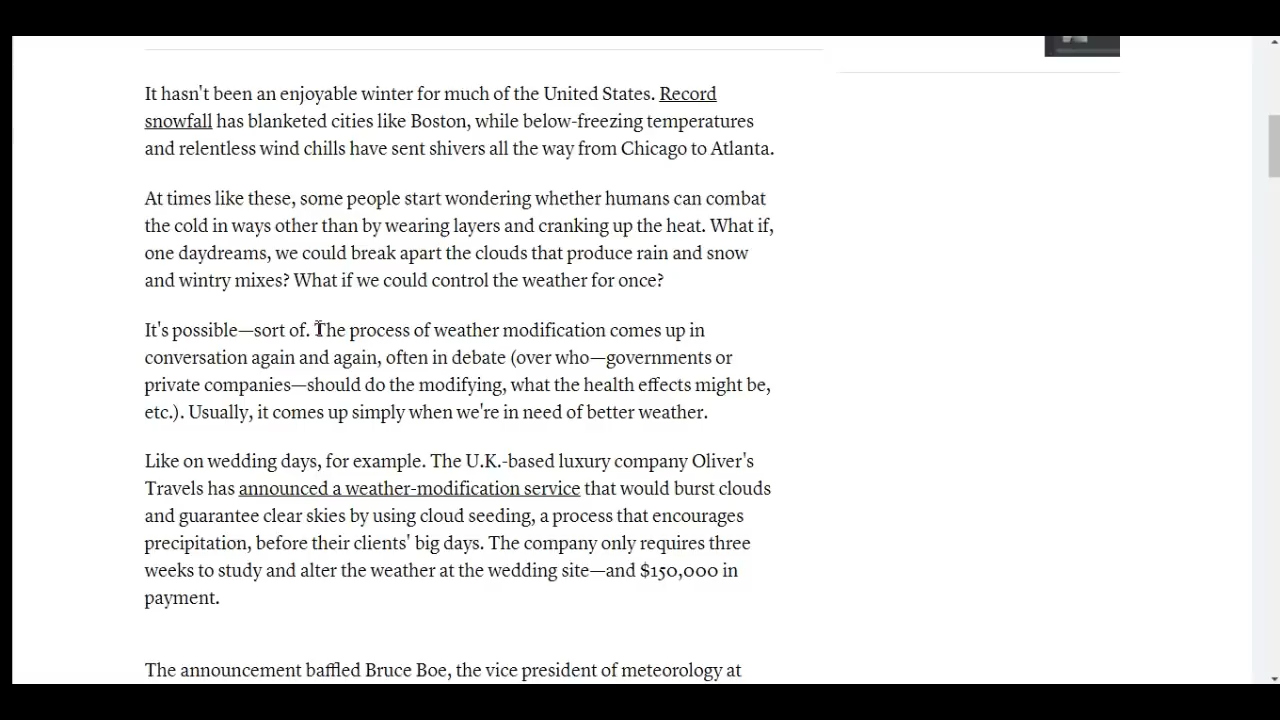 It hasn't been an enjoyable winter for much of the United States. Record
snowfall has blanketed cities like Boston, while below-freezing temperatures
and relentless wind chills have sent shivers all the way from Chicago to Atlanta.
At times like these, some people start wondering whether humans can combat
the cold in ways other than by wearing layers and cranking up the heat. What if,
one daydreams, we could break apart the clouds that produce rain and snow
and wintry mixes? What if we could control the weather for once?
It's possible—sort of. The process of weather modification comes up in
conversation again and again, often in debate (over who—governments or
private companies—should do the modifying, what the health effects might be,
etc.). Usually, it comes up simply when we're in need of better weather.
Like on wedding days, for example. The U.K.-based luxury company Oliver's
Travels has announced a weather-modification service that would burst clouds
and guarantee clear skies by using cloud seeding, a process that encourages
precipitation, before their clients' big days. The company only requires three
weeks to study and alter the weather at the wedding site—and $150,000 in
payment.
The announcement baffled Bruce Boe, the vice president of meteorology at